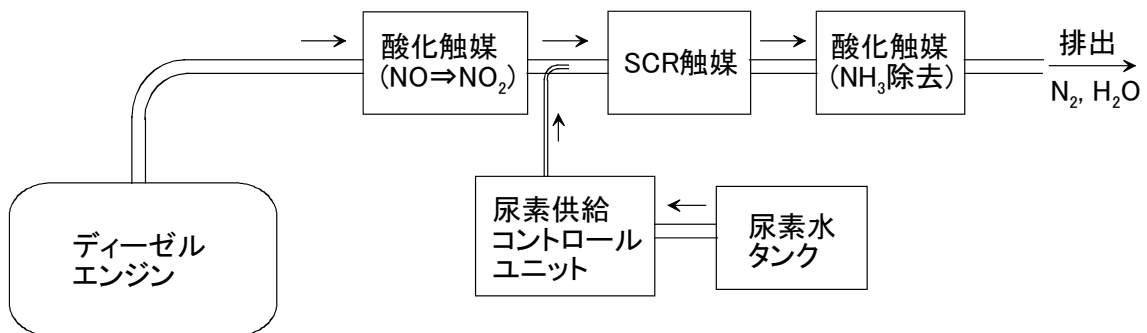 酸化触媒
(NO⇒NO₂)
SCR触媒
酸化触媒
(NH₃除去)
排出
N₂, H₂O
ディーゼル
エンジン
尿素供給
コントロール
ユニット
尿素水
タンク